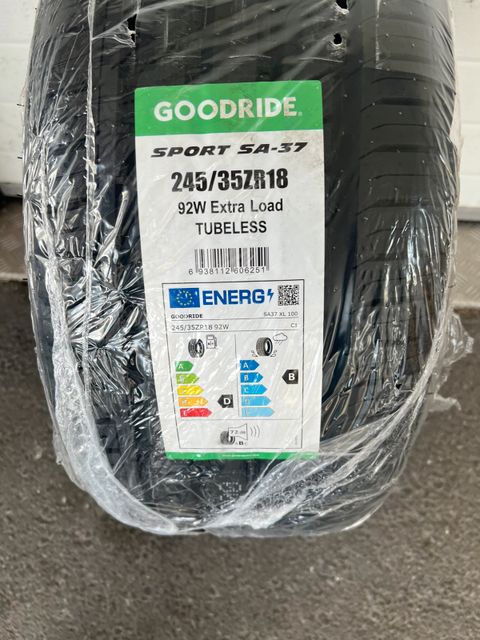 GOODRIDE
SPORT SA-37
245/35ZR18
92W Extra Load
TUBELESS
6 938112 606251
ENERG
GOODRIDE SA37 XL 100
245/35ZR18 92W C1
A A
B B B
C C
D D D
E E
72 dB
B